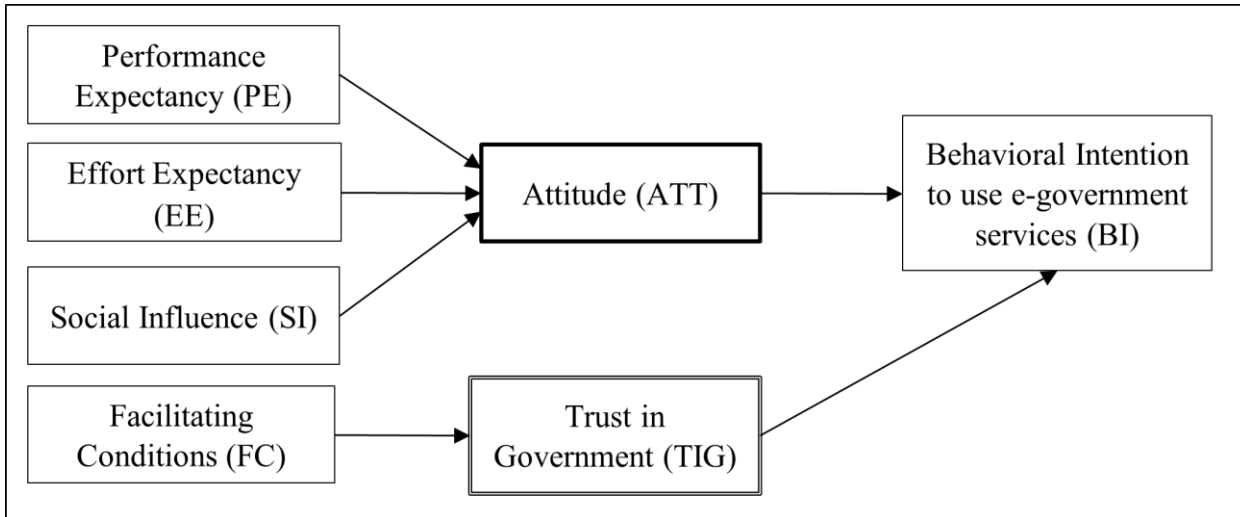 Performance
Expectancy (PE)
Effort Expectancy
(EE)
Social Influence (SI)
Facilitating
Conditions (FC)
Attitude (ATT)
Trust in
Government (TIG)
Behavioral Intention
to use e-government
services (BI)